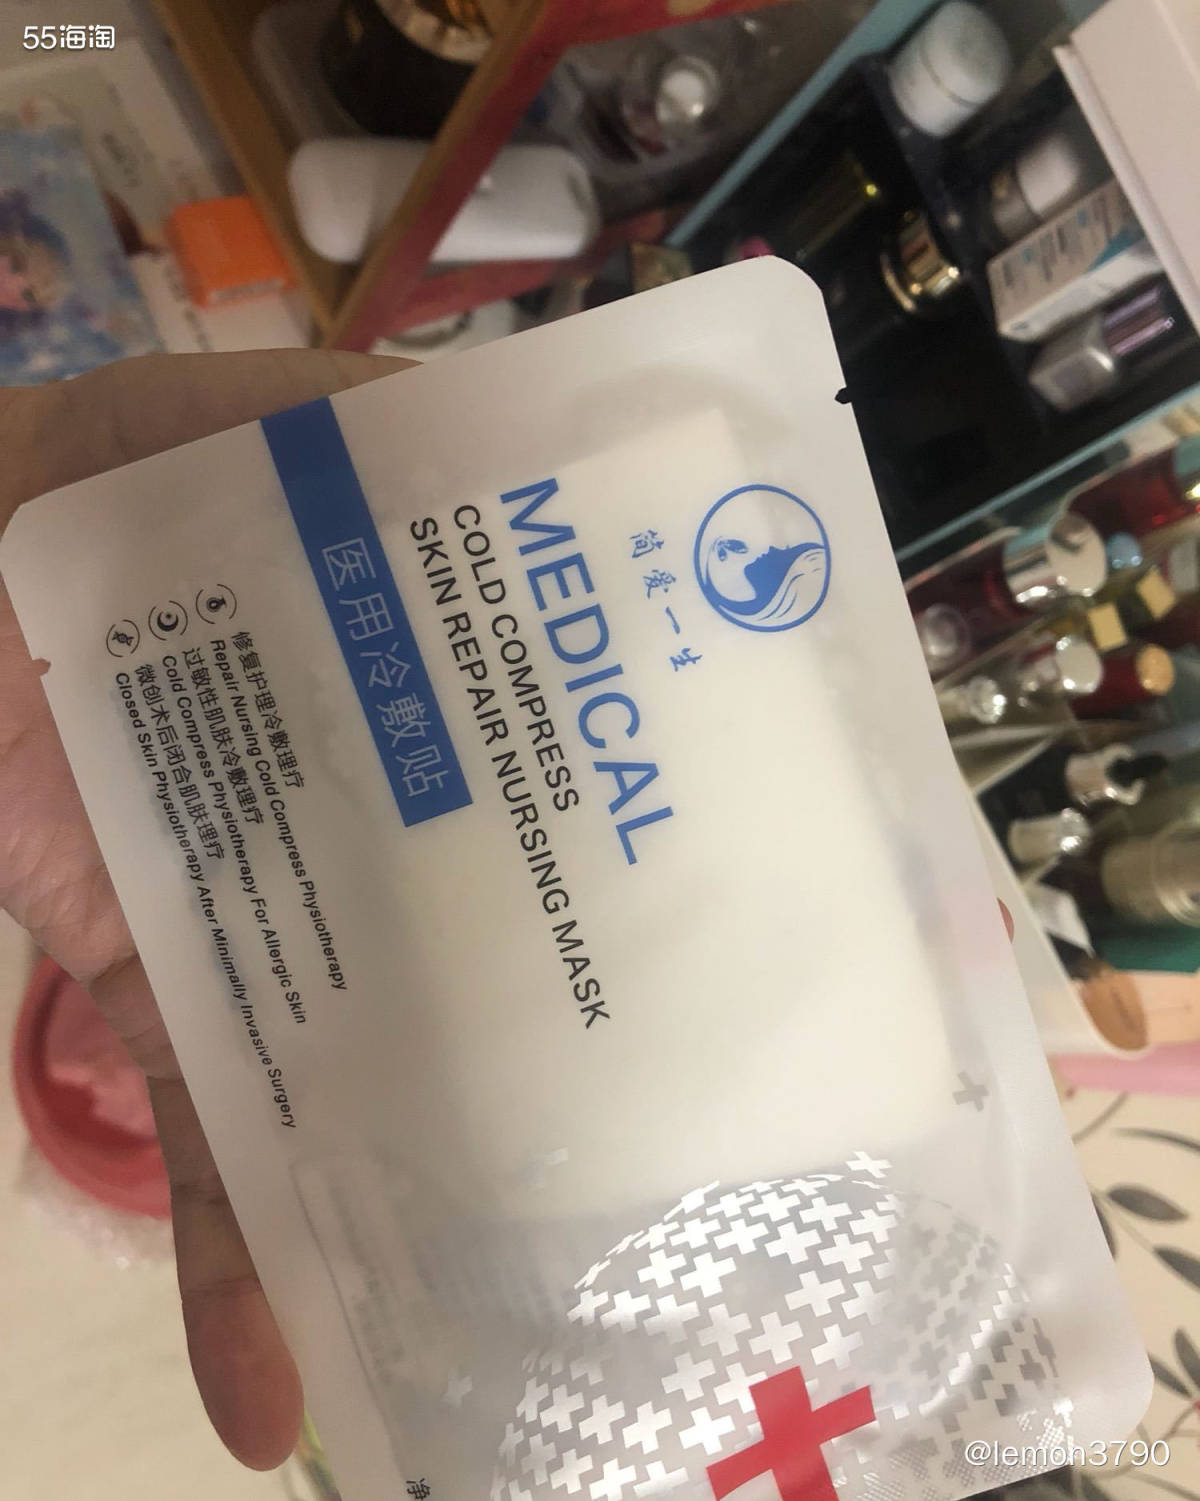 55海淘
简爱一生
MEDICAL
COLD COMPRESS
SKIN REPAIR NURSING MASK
医用冷敷贴
修复护理冷敷理疗
Repair Nursing Cold Compress Physiotherapy
过敏性肌肤冷敷理疗
Cold Compress Physiotherapy For Allergic Skin
微创术后闭合肌肤理疗
Closed Skin Physiotherapy After Minimally Invasive Surgery
净
@lemon3790